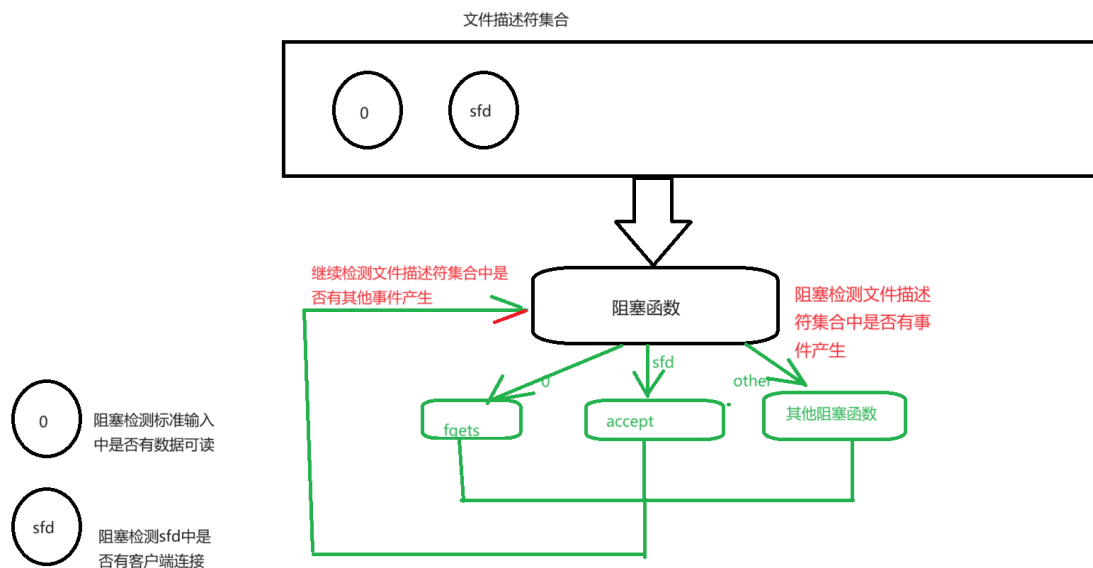 文件描述符集合
0
sfd
继续检测文件描述符集合中是
否有其他事件产生
阻塞函数
阻塞检测文件描述
符集合中是否有事
件产生
0
sfd
other
fgets
accept
其他阻塞函数
0
阻塞检测标准输入
中是否有数据可读
sfd
阻塞检测sfd中是
否有客户端连接